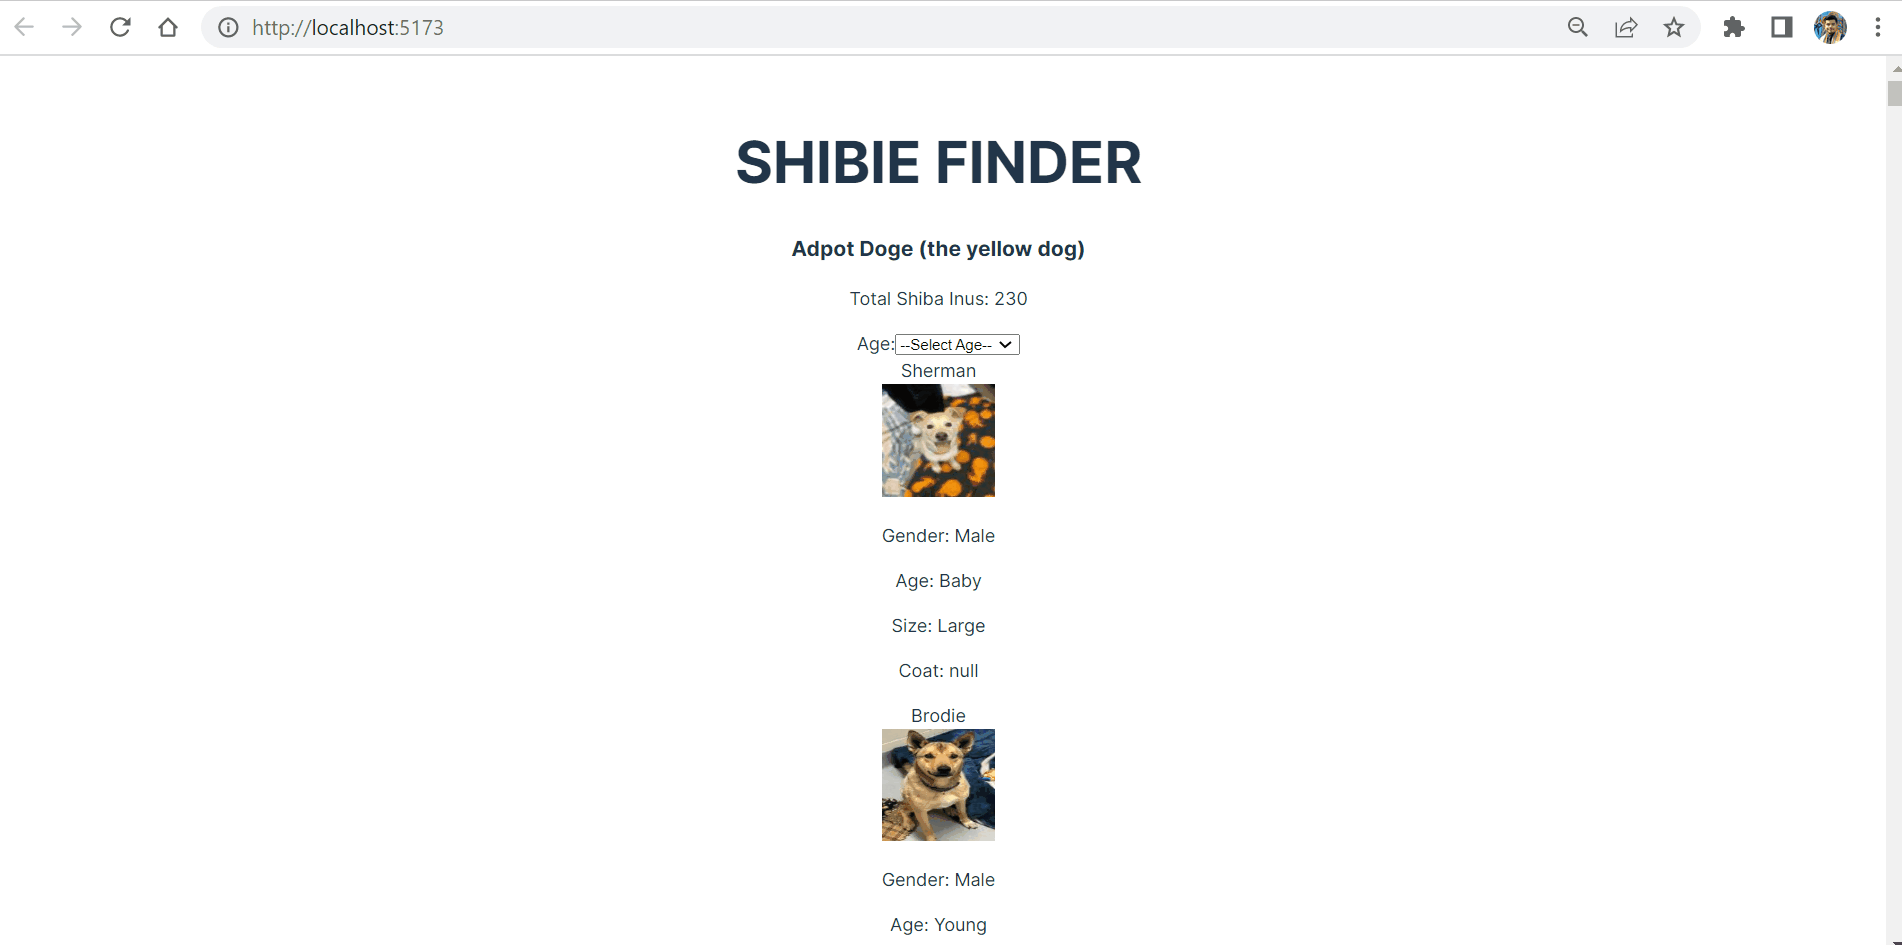 http://localhost:5173
SHIBIE FINDER
Adpot Doge (the yellow dog)
Total Shiba Inus: 230
Age:--Select Age--
Sherman
Gender: Male
Age: Baby
Size: Large
Coat: null
Brodie
Gender: Male
Age: Young